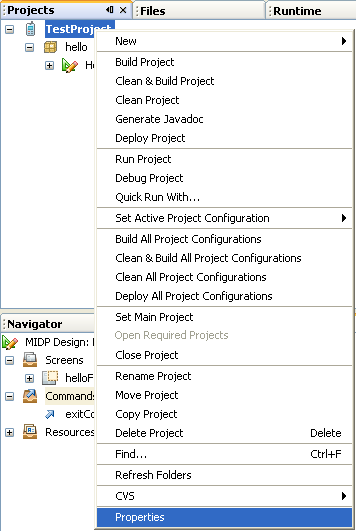 Projects
Files
Runtime
TestProject
hello
He
New
Build Project
Clean & Build Project
Clean Project
Generate Javadoc
Deploy Project
Run Project
Debug Project
Quick Run With...
Set Active Project Configuration
Build All Project Configurations
Clean & Build All Project Configurations
Clean All Project Configurations
Deploy All Project Configurations
Set Main Project
Open Required Projects
Close Project
Rename Project
Move Project
Copy Project
Delete Project Delete
Find... Ctrl+F
Refresh Folders
CVS
Properties
Navigator
MIDP Design:
Screens
helloF
Commands
exitCo
Resources